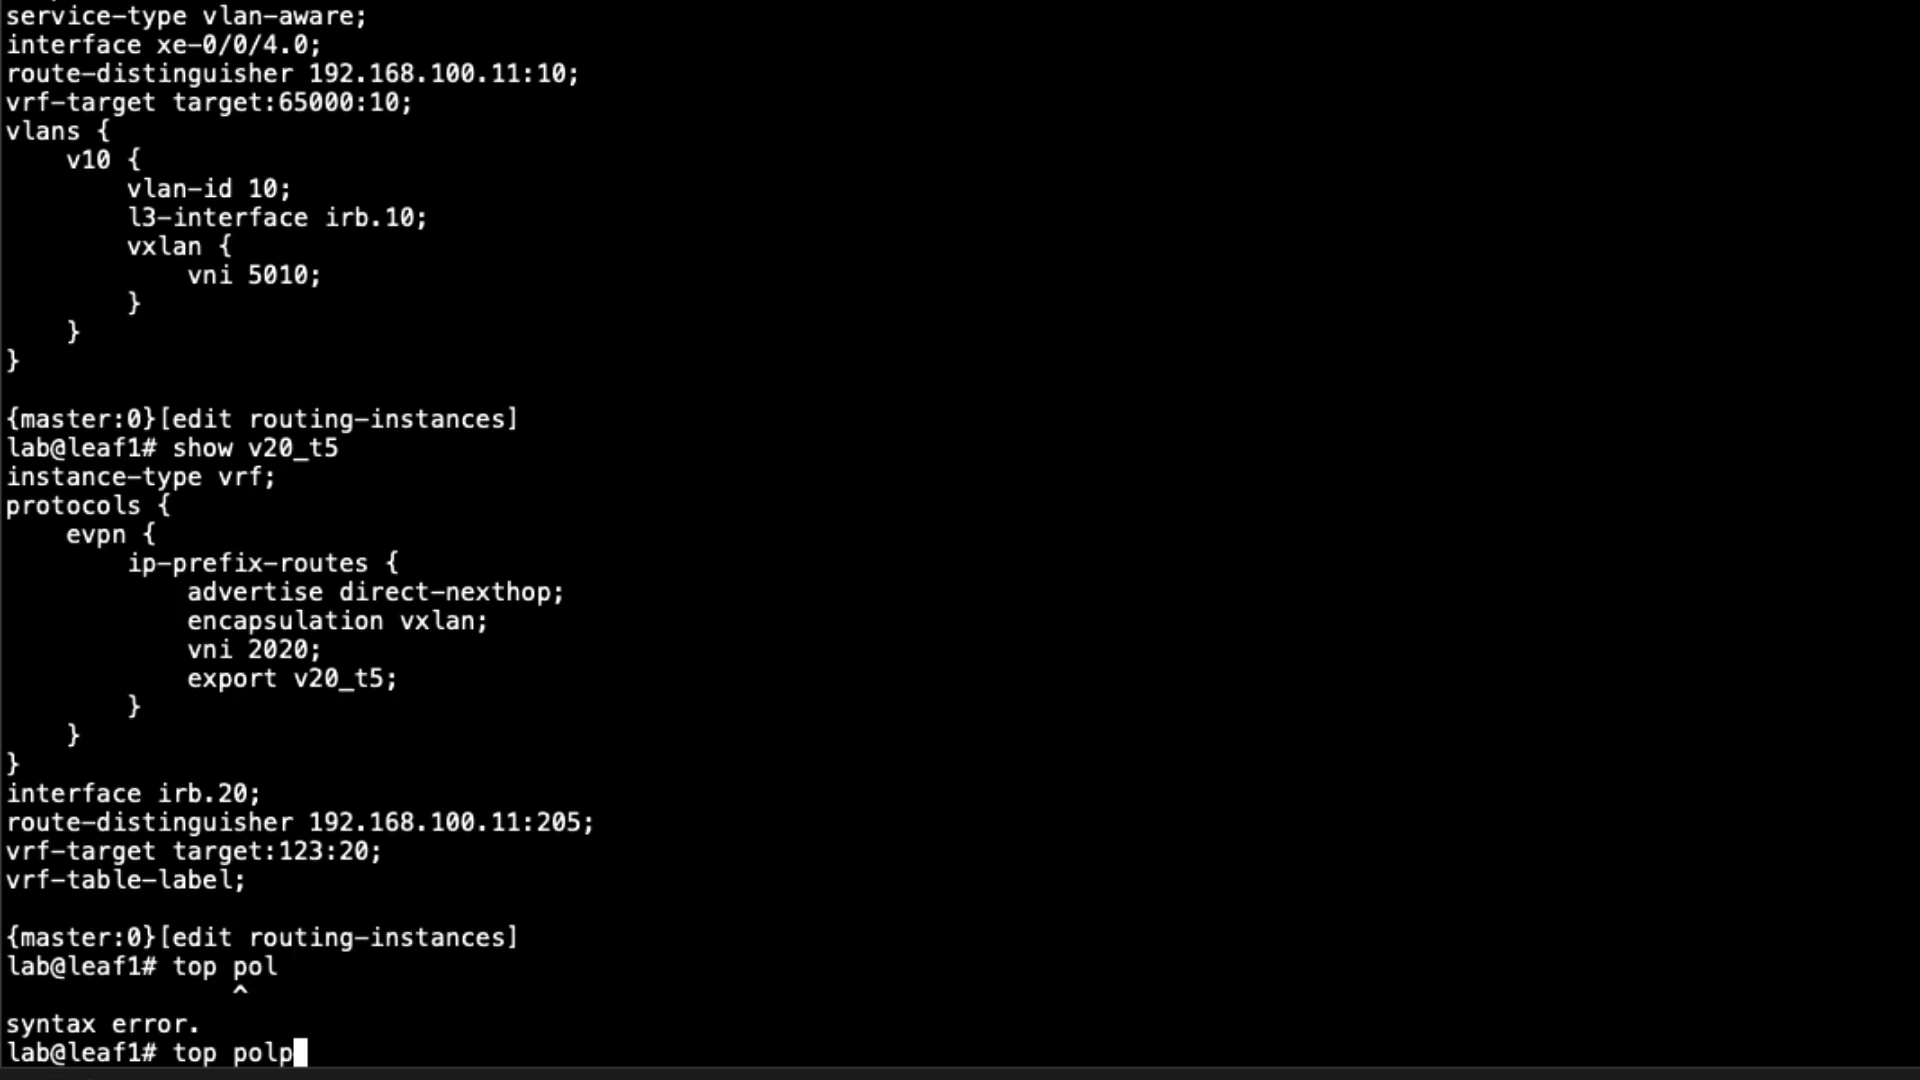 service-type vlan-aware;
interface xe-0/0/4.0;
route-distinguisher 192.168.100.11:10;
vrf-target target:65000:10;
vlans {
    v10 {
        vlan-id 10;
        l3-interface irb.10;
        vxlan {
            vni 5010;
        }
    }
}

{master:0}[edit routing-instances]
lab@leaf1# show v20_t5
instance-type vrf;
protocols {
    evpn {
        ip-prefix-routes {
            advertise direct-nexthop;
            encapsulation vxlan;
            vni 2020;
            export v20_t5;
        }
    }
}
interface irb.20;
route-distinguisher 192.168.100.11:205;
vrf-target target:123:20;
vrf-table-label;

{master:0}[edit routing-instances]
lab@leaf1# top pol
               ^
syntax error.
lab@leaf1# top polp